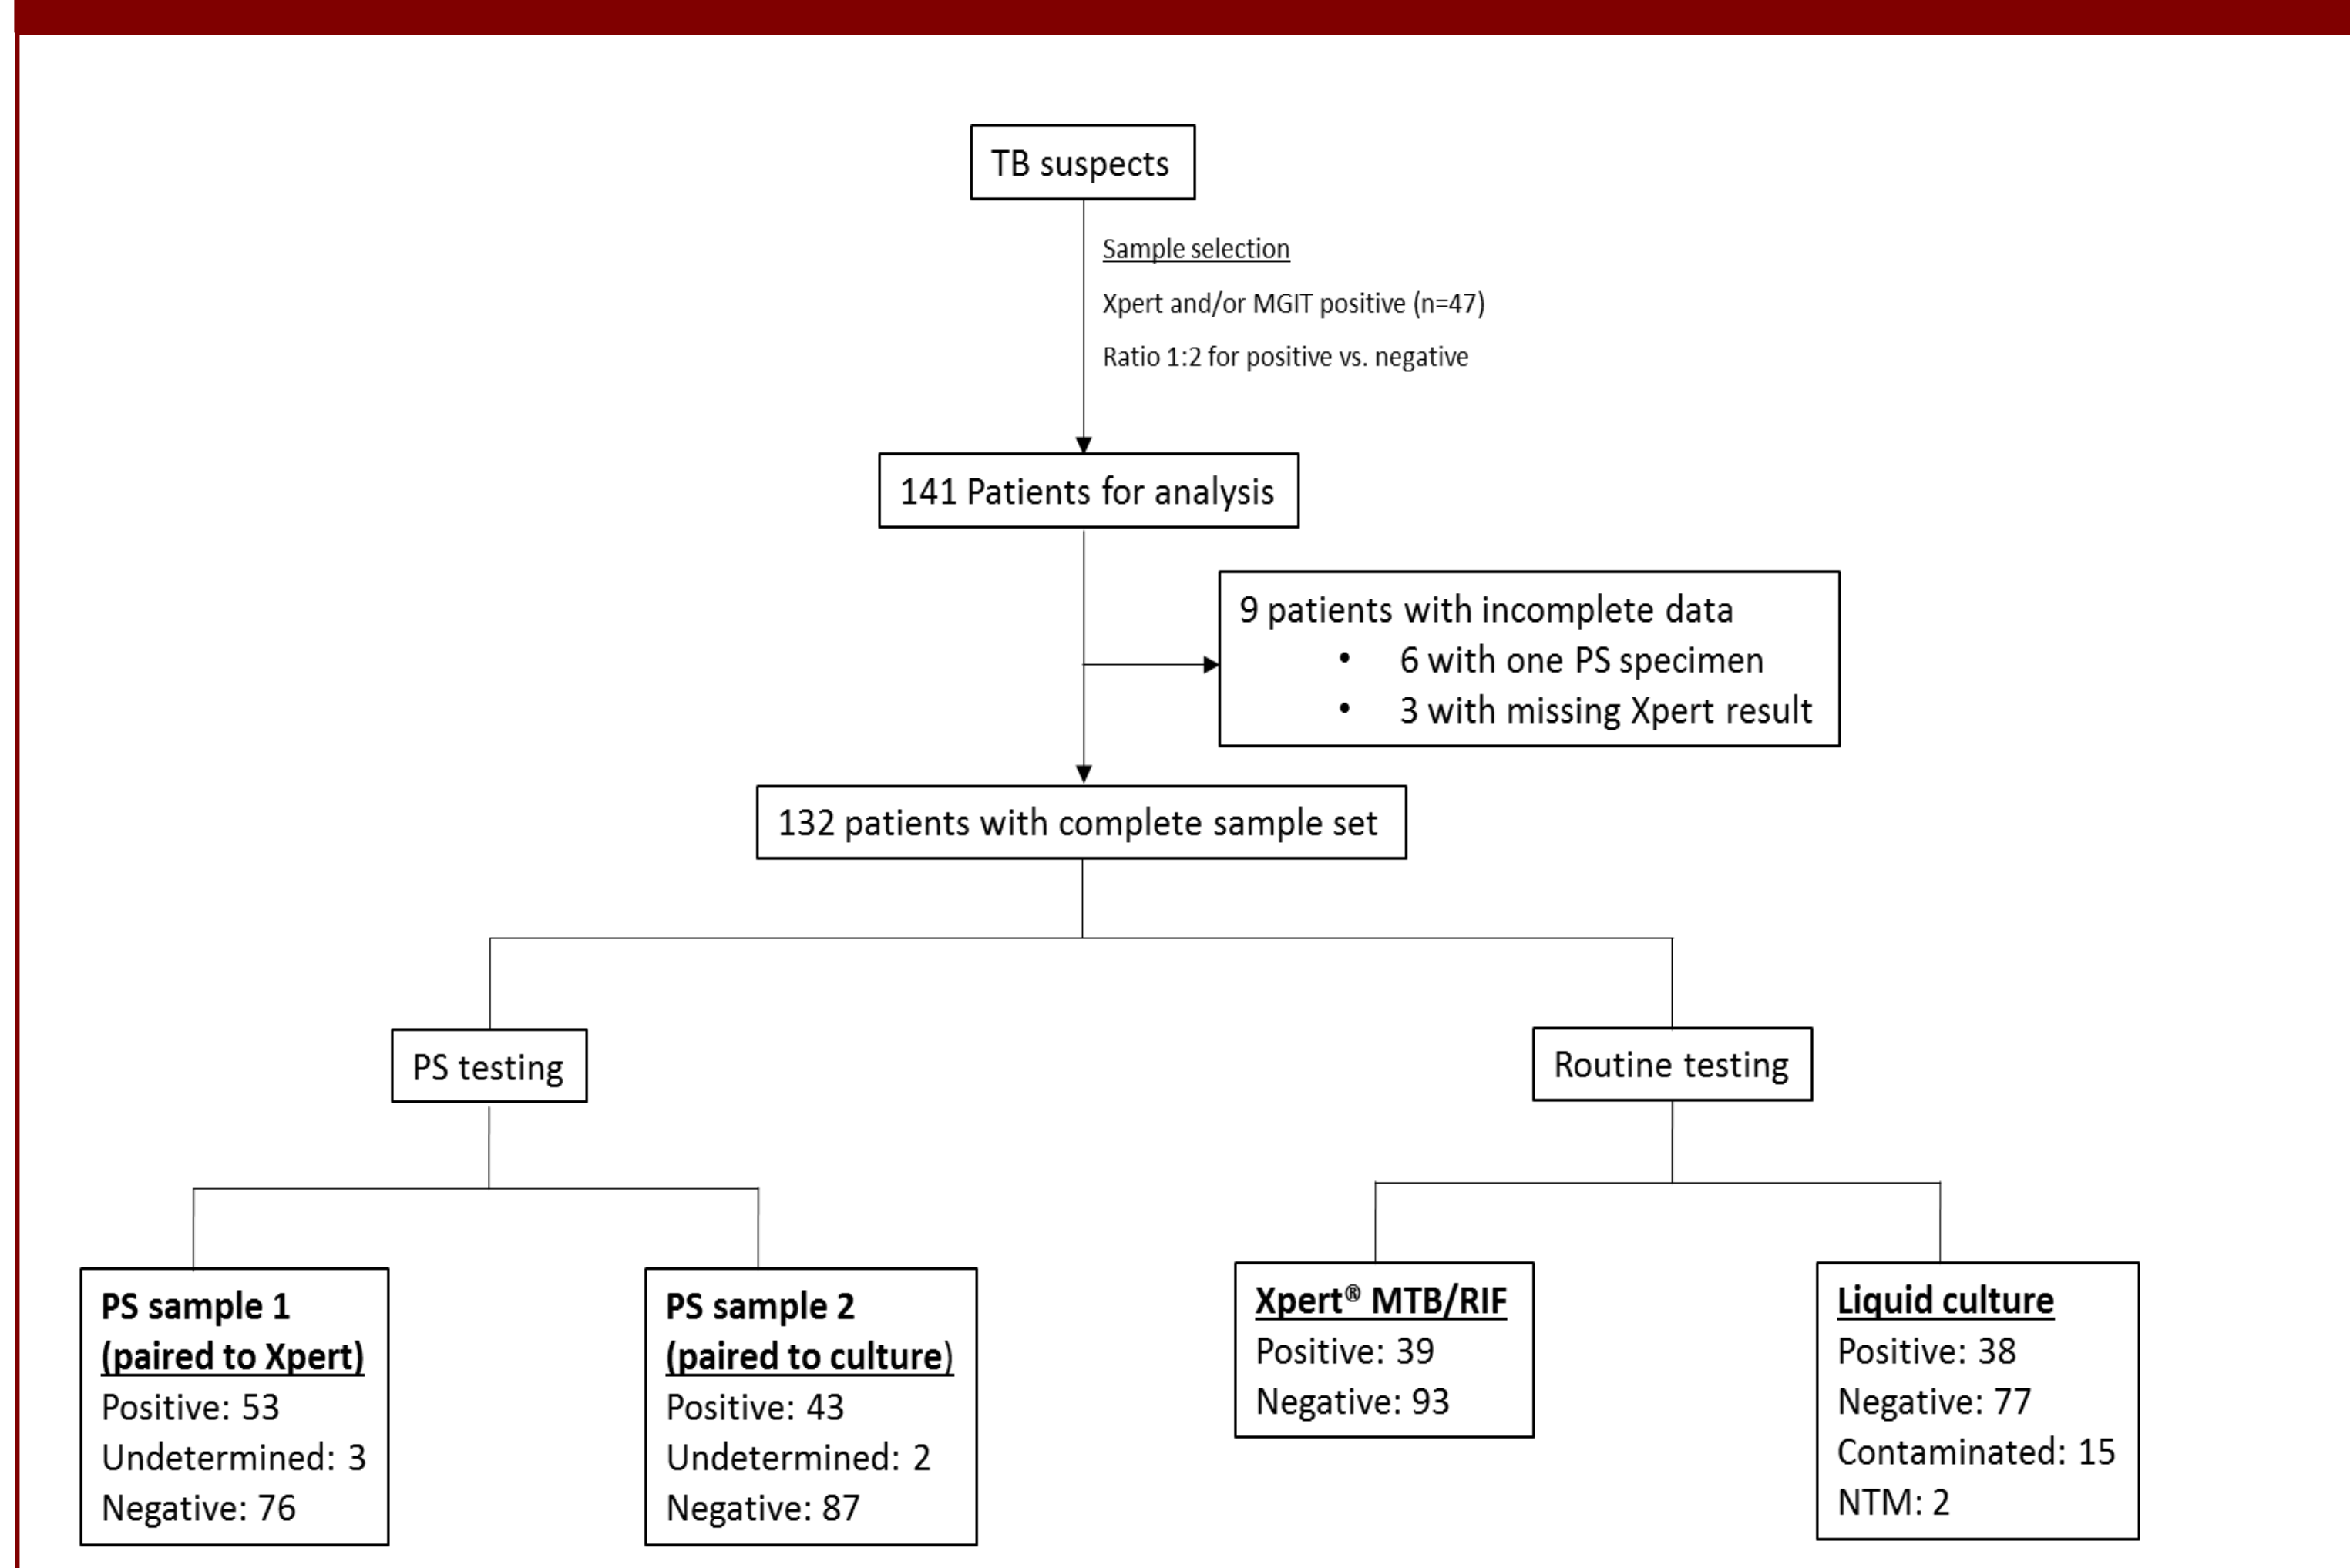 TB suspects
Sample selection
Xpert and/or MGIT positive (n=47)
Ratio 1:2 for positive vs. negative
141 Patients for analysis
9 patients with incomplete data
• 6 with one PS specimen
• 3 with missing Xpert result
132 patients with complete sample set
PS testing
Routine testing
PS sample 1
(paired to Xpert)
Positive: 53
Undetermined: 3
Negative: 76
PS sample 2
(paired to culture)
Positive: 43
Undetermined: 2
Negative: 87
Xpert® MTB/RIF
Positive: 39
Negative: 93
Liquid culture
Positive: 38
Negative: 77
Contaminated: 15
NTM: 2